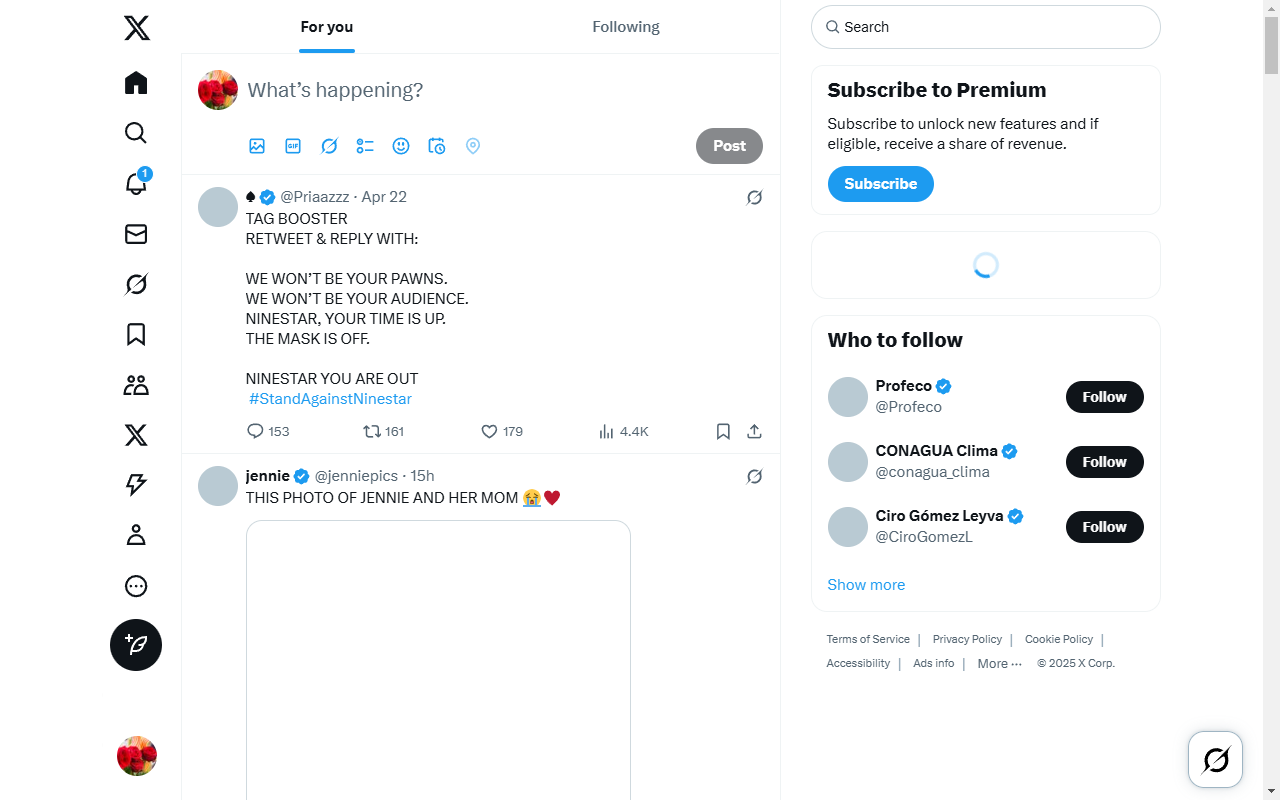 For you
Following
Search
What's happening?
GIF
Post
1
Subscribe to Premium
Subscribe to unlock new features and if
eligible, receive a share of revenue.
Subscribe
♠ @Priaazzz · Apr 22
TAG BOOSTER
RETWEET & REPLY WITH:
WE WON'T BE YOUR PAWNS.
WE WON'T BE YOUR AUDIENCE.
NINESTAR, YOUR TIME IS UP.
THE MASK IS OFF.
NINESTAR YOU ARE OUT
#StandAgainstNinestar
153 161 179 4.4K
jennie @jenniepics · 15h
THIS PHOTO OF JENNIE AND HER MOM 😭♥️
Who to follow
Profeco
@Profeco
Follow
CONAGUA Clima
@conagua_clima
Follow
Ciro Gómez Leyva
@CiroGomezL
Follow
Show more
Terms of Service | Privacy Policy | Cookie Policy |
Accessibility | Ads info | More ··· © 2025 X Corp.